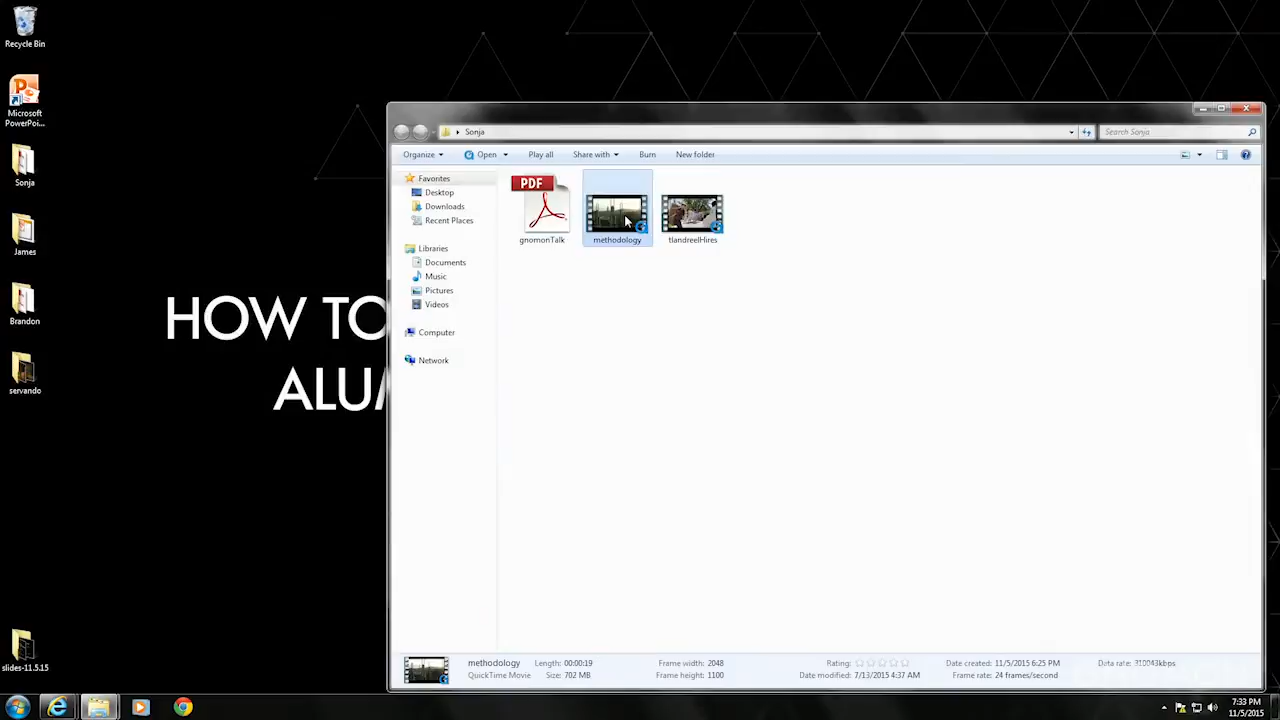 Recycle Bin
Microsoft
PowerPoi...
Sonja
James
Brandon
servando
slides-11.5.15
HOW TO
ALU
Sonja
Search Sonja
Organize
Open
Play all
Share with
Burn
New folder
Favorites
Desktop
Downloads
Recent Places
Libraries
Documents
Music
Pictures
Videos
Computer
Network
PDF
gnomonTalk
methodology
tlandreelHires
methodology
Length: 00:00:19
Frame width: 2048
Rating:
Date created: 11/5/2015 6:25 PM
Data rate: 310043kbps
QuickTime Movie
Size: 702 MB
Frame height: 1100
Date modified: 7/13/2015 4:37 AM
Frame rate: 24 frames/second
7:33 PM
11/5/2015